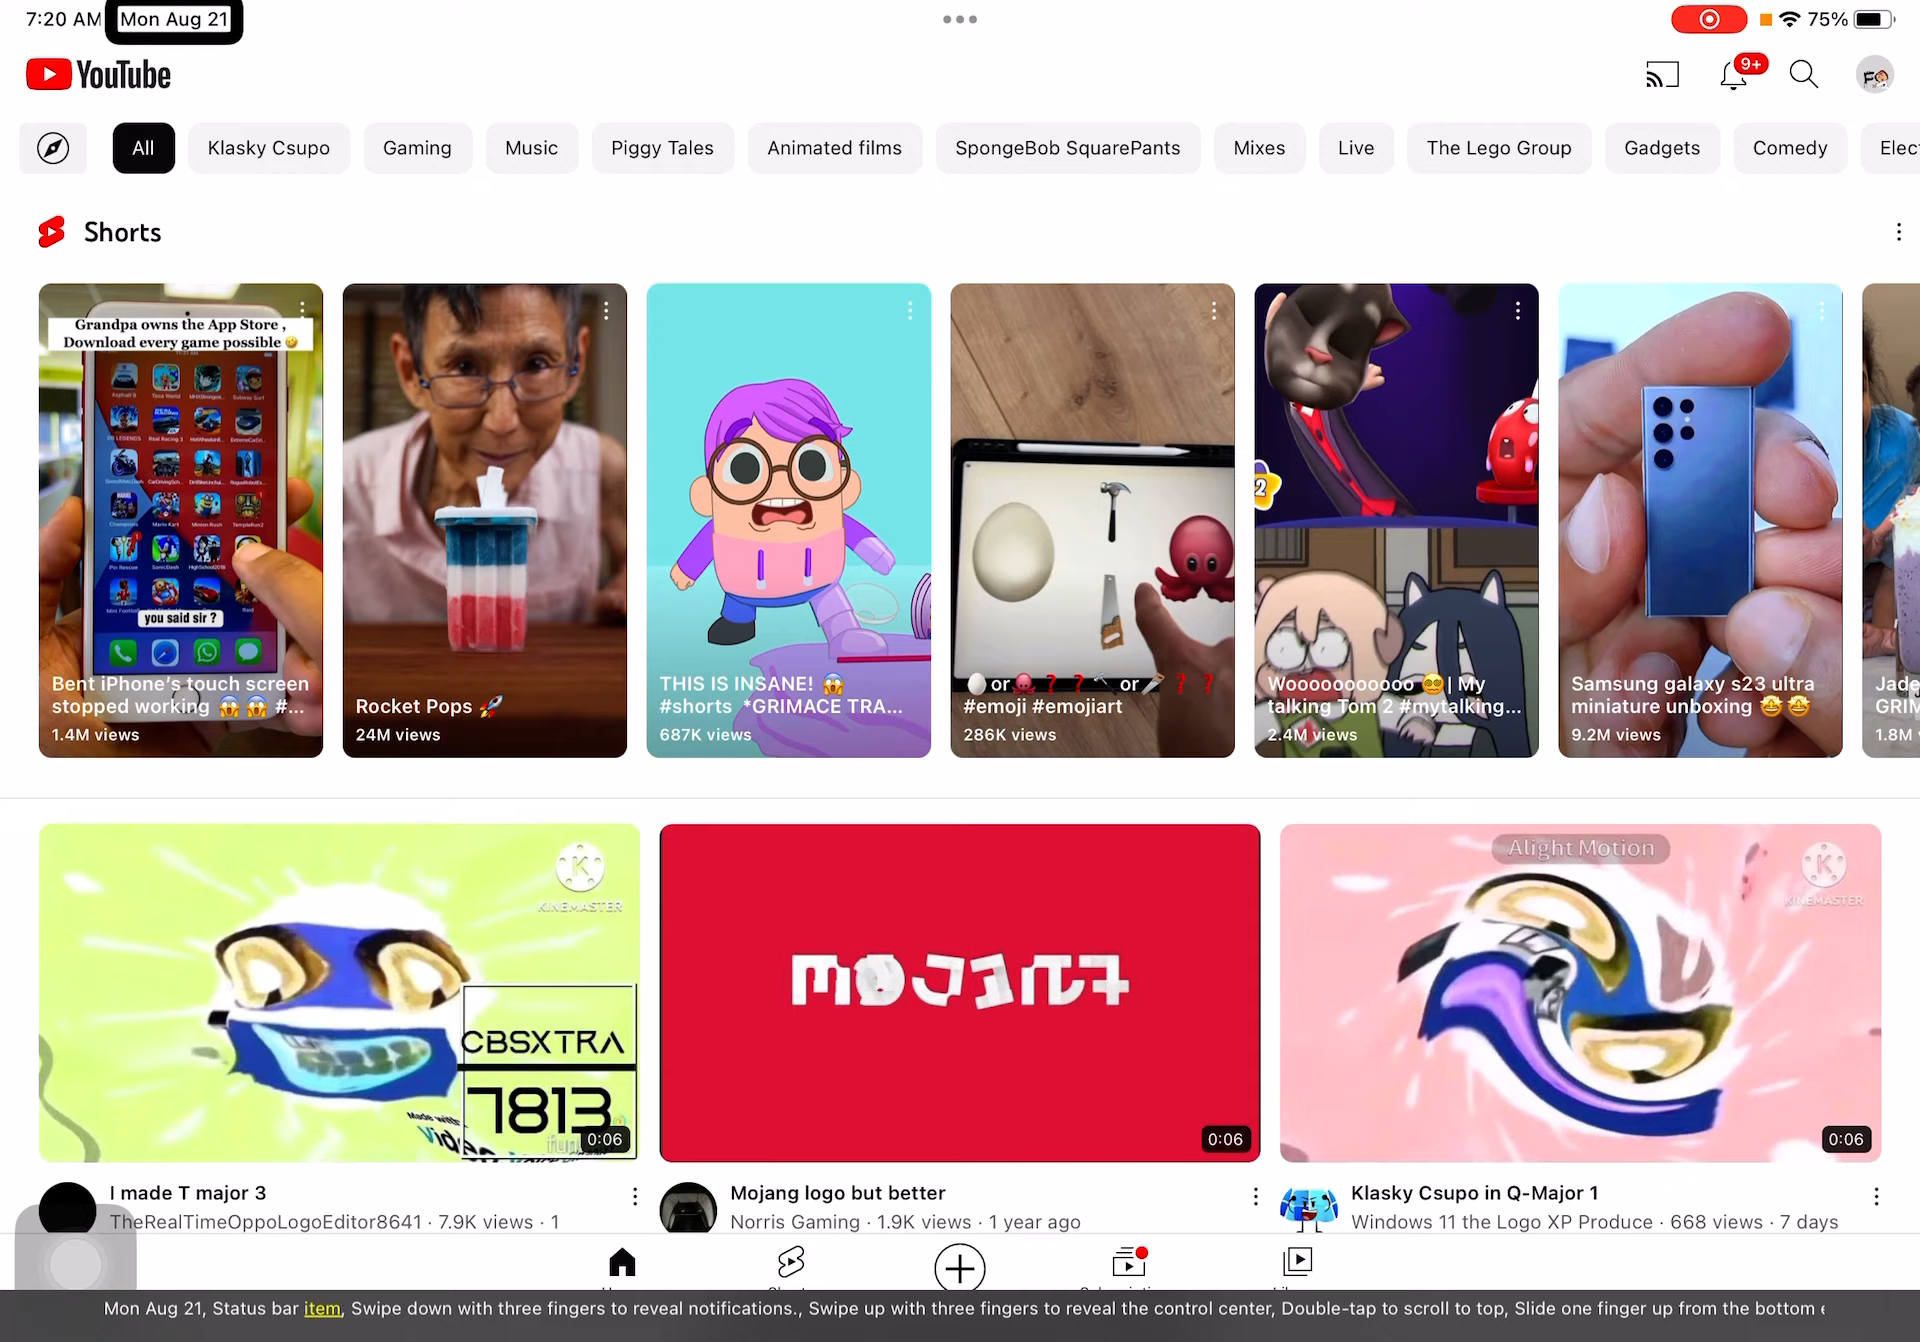 7:20 AM
Mon Aug 21
75%
YouTube
9+
All
Klasky Csupo
Gaming
Music
Piggy Tales
Animated films
SpongeBob SquarePants
Mixes
Live
The Lego Group
Gadgets
Comedy
Elec
Shorts
Grandpa owns the App Store ,
Download every game possible 🤣
you said sir ?
Bent iPhone's touch screen
stopped working 😱 😱 #...
1.4M views
Rocket Pops 🚀
24M views
THIS IS INSANE! 😱
#shorts *GRIMACE TRA...
687K views
🥚or🐙❓❓🔨or🪚❓❓
#emoji #emojiart
286K views
2
Wooooooooooo 😵‍💫 | My
talking Tom 2 #mytalking...
2.4M views
Samsung galaxy s23 ultra
miniature unboxing 🤩 🤩
9.2M views
Jade
GRIM
1.8M
K
KINEMASTER
CBSXTRA
7813
Made with
0:06
MOJANG
0:06
Alight Motion
K
KINEMASTER
0:06
I made T major 3
TheRealTimeOppoLogoEditor8641 · 7.9K views · 1
Mojang logo but better
Norris Gaming · 1.9K views · 1 year ago
Klasky Csupo in Q-Major 1
Windows 11 the Logo XP Produce · 668 views · 7 days
Mon Aug 21, Status bar item, Swipe down with three fingers to reveal notifications., Swipe up with three fingers to reveal the control center, Double-tap to scroll to top, Slide one finger up from the bottom